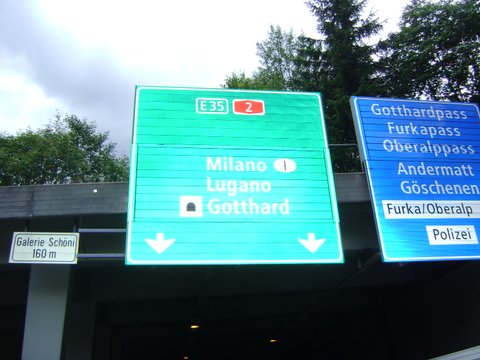 E35 2
Milano I
Lugano
Gotthard
Gotthardpass
Furkapass
Oberalppass
Andermatt
Göschenen
Furka/Oberalp
Polizei
Galerie Schöni
160 m